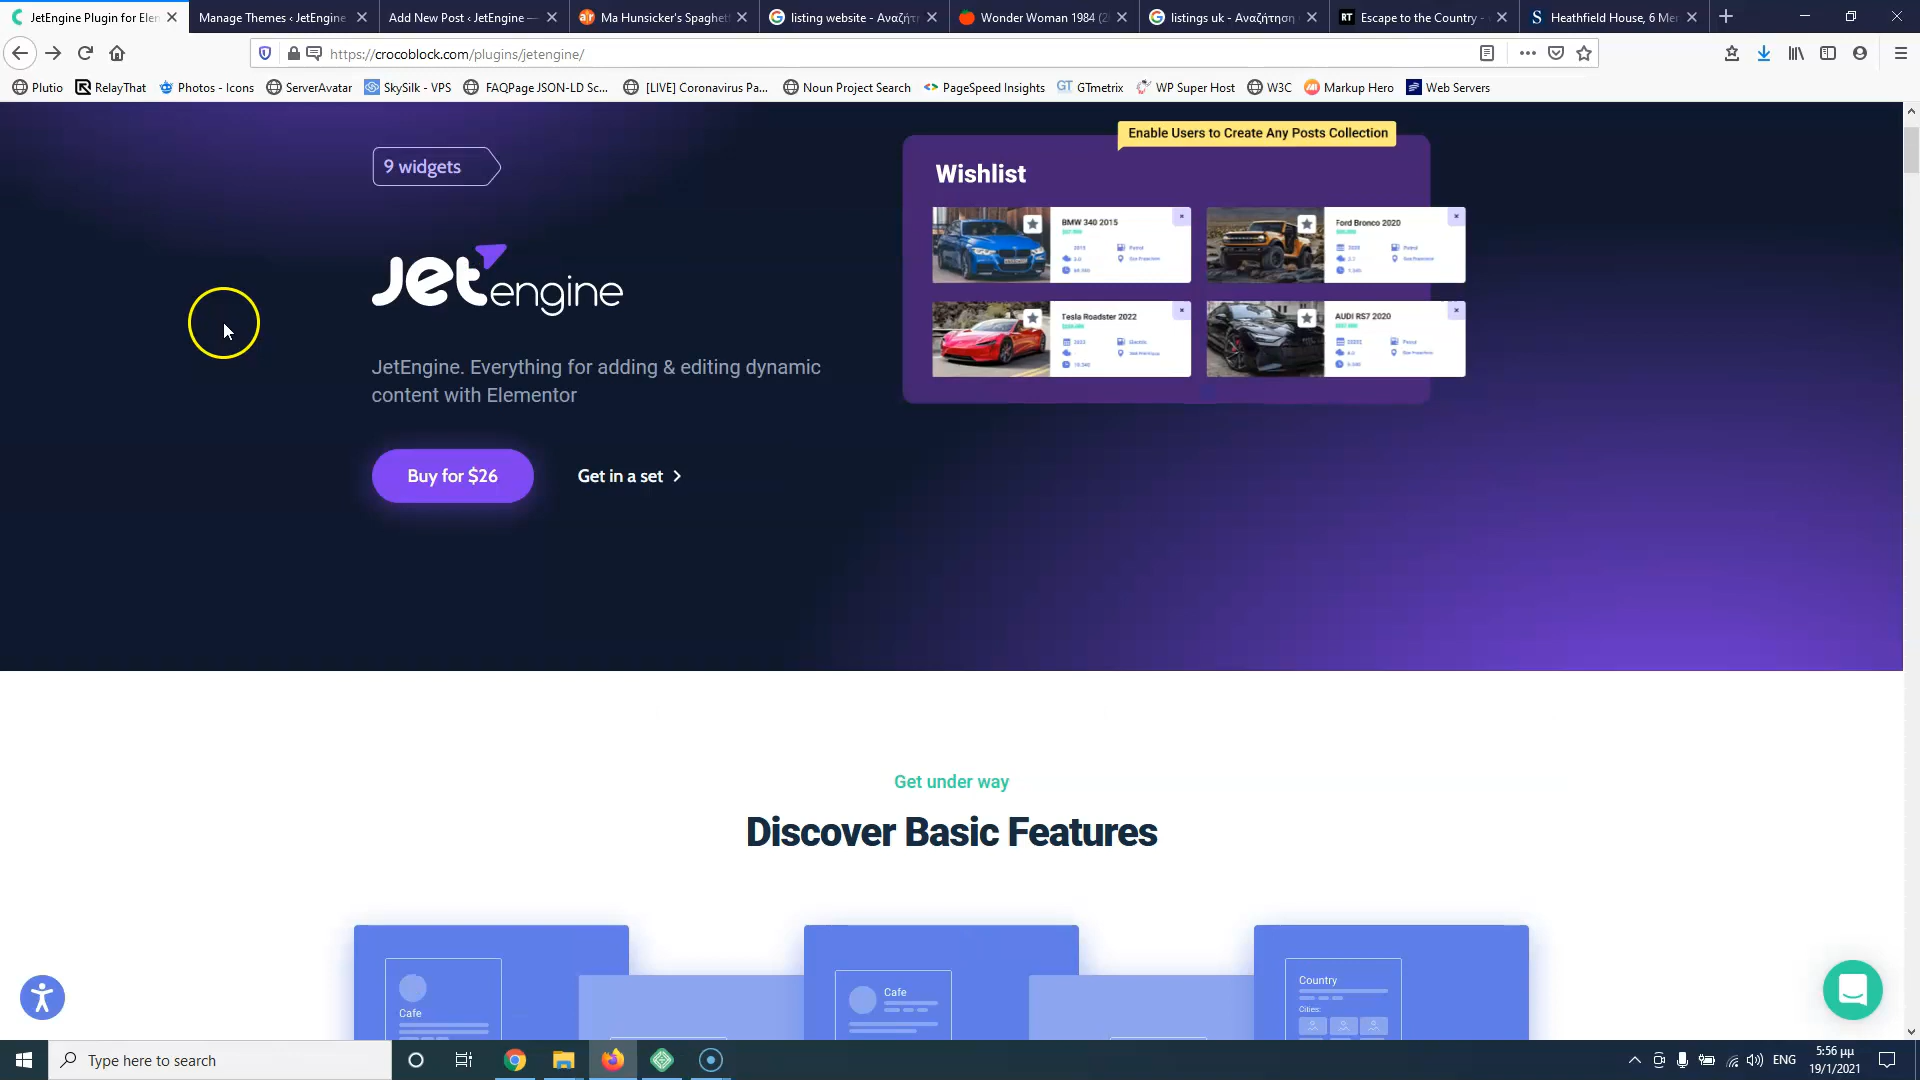 JetEngine Plugin for Elem
Manage Themes ‹ JetEngine
Add New Post ‹ JetEngine —
Ma Hunsicker's Spaghett
listing website - Αναζήτη
Wonder Woman 1984 (2
listings uk - Αναζήτηση
Escape to the Country -
Heathfield House, 6 Mer
https://crocoblock.com/plugins/jetengine/
Plutio
RelayThat
Photos - Icons
ServerAvatar
SkySilk - VPS
FAQPage JSON-LD Sc...
[LIVE] Coronavirus Pa...
Noun Project Search
PageSpeed Insights
GTmetrix
WP Super Host
W3C
Markup Hero
Web Servers
Enable Users to Create Any Posts Collection
9 widgets
Wishlist
BMW 340 2015
Ford Bronco 2020
Tesla Roadster 2022
AUDI RS7 2020
Jetengine
JetEngine. Everything for adding & editing dynamic
content with Elementor
Buy for $26
Get in a set
Get under way
Discover Basic Features
Cafe
Cafe
Country
Cities:
Type here to search
ENG
5:56 μμ
19/1/2021